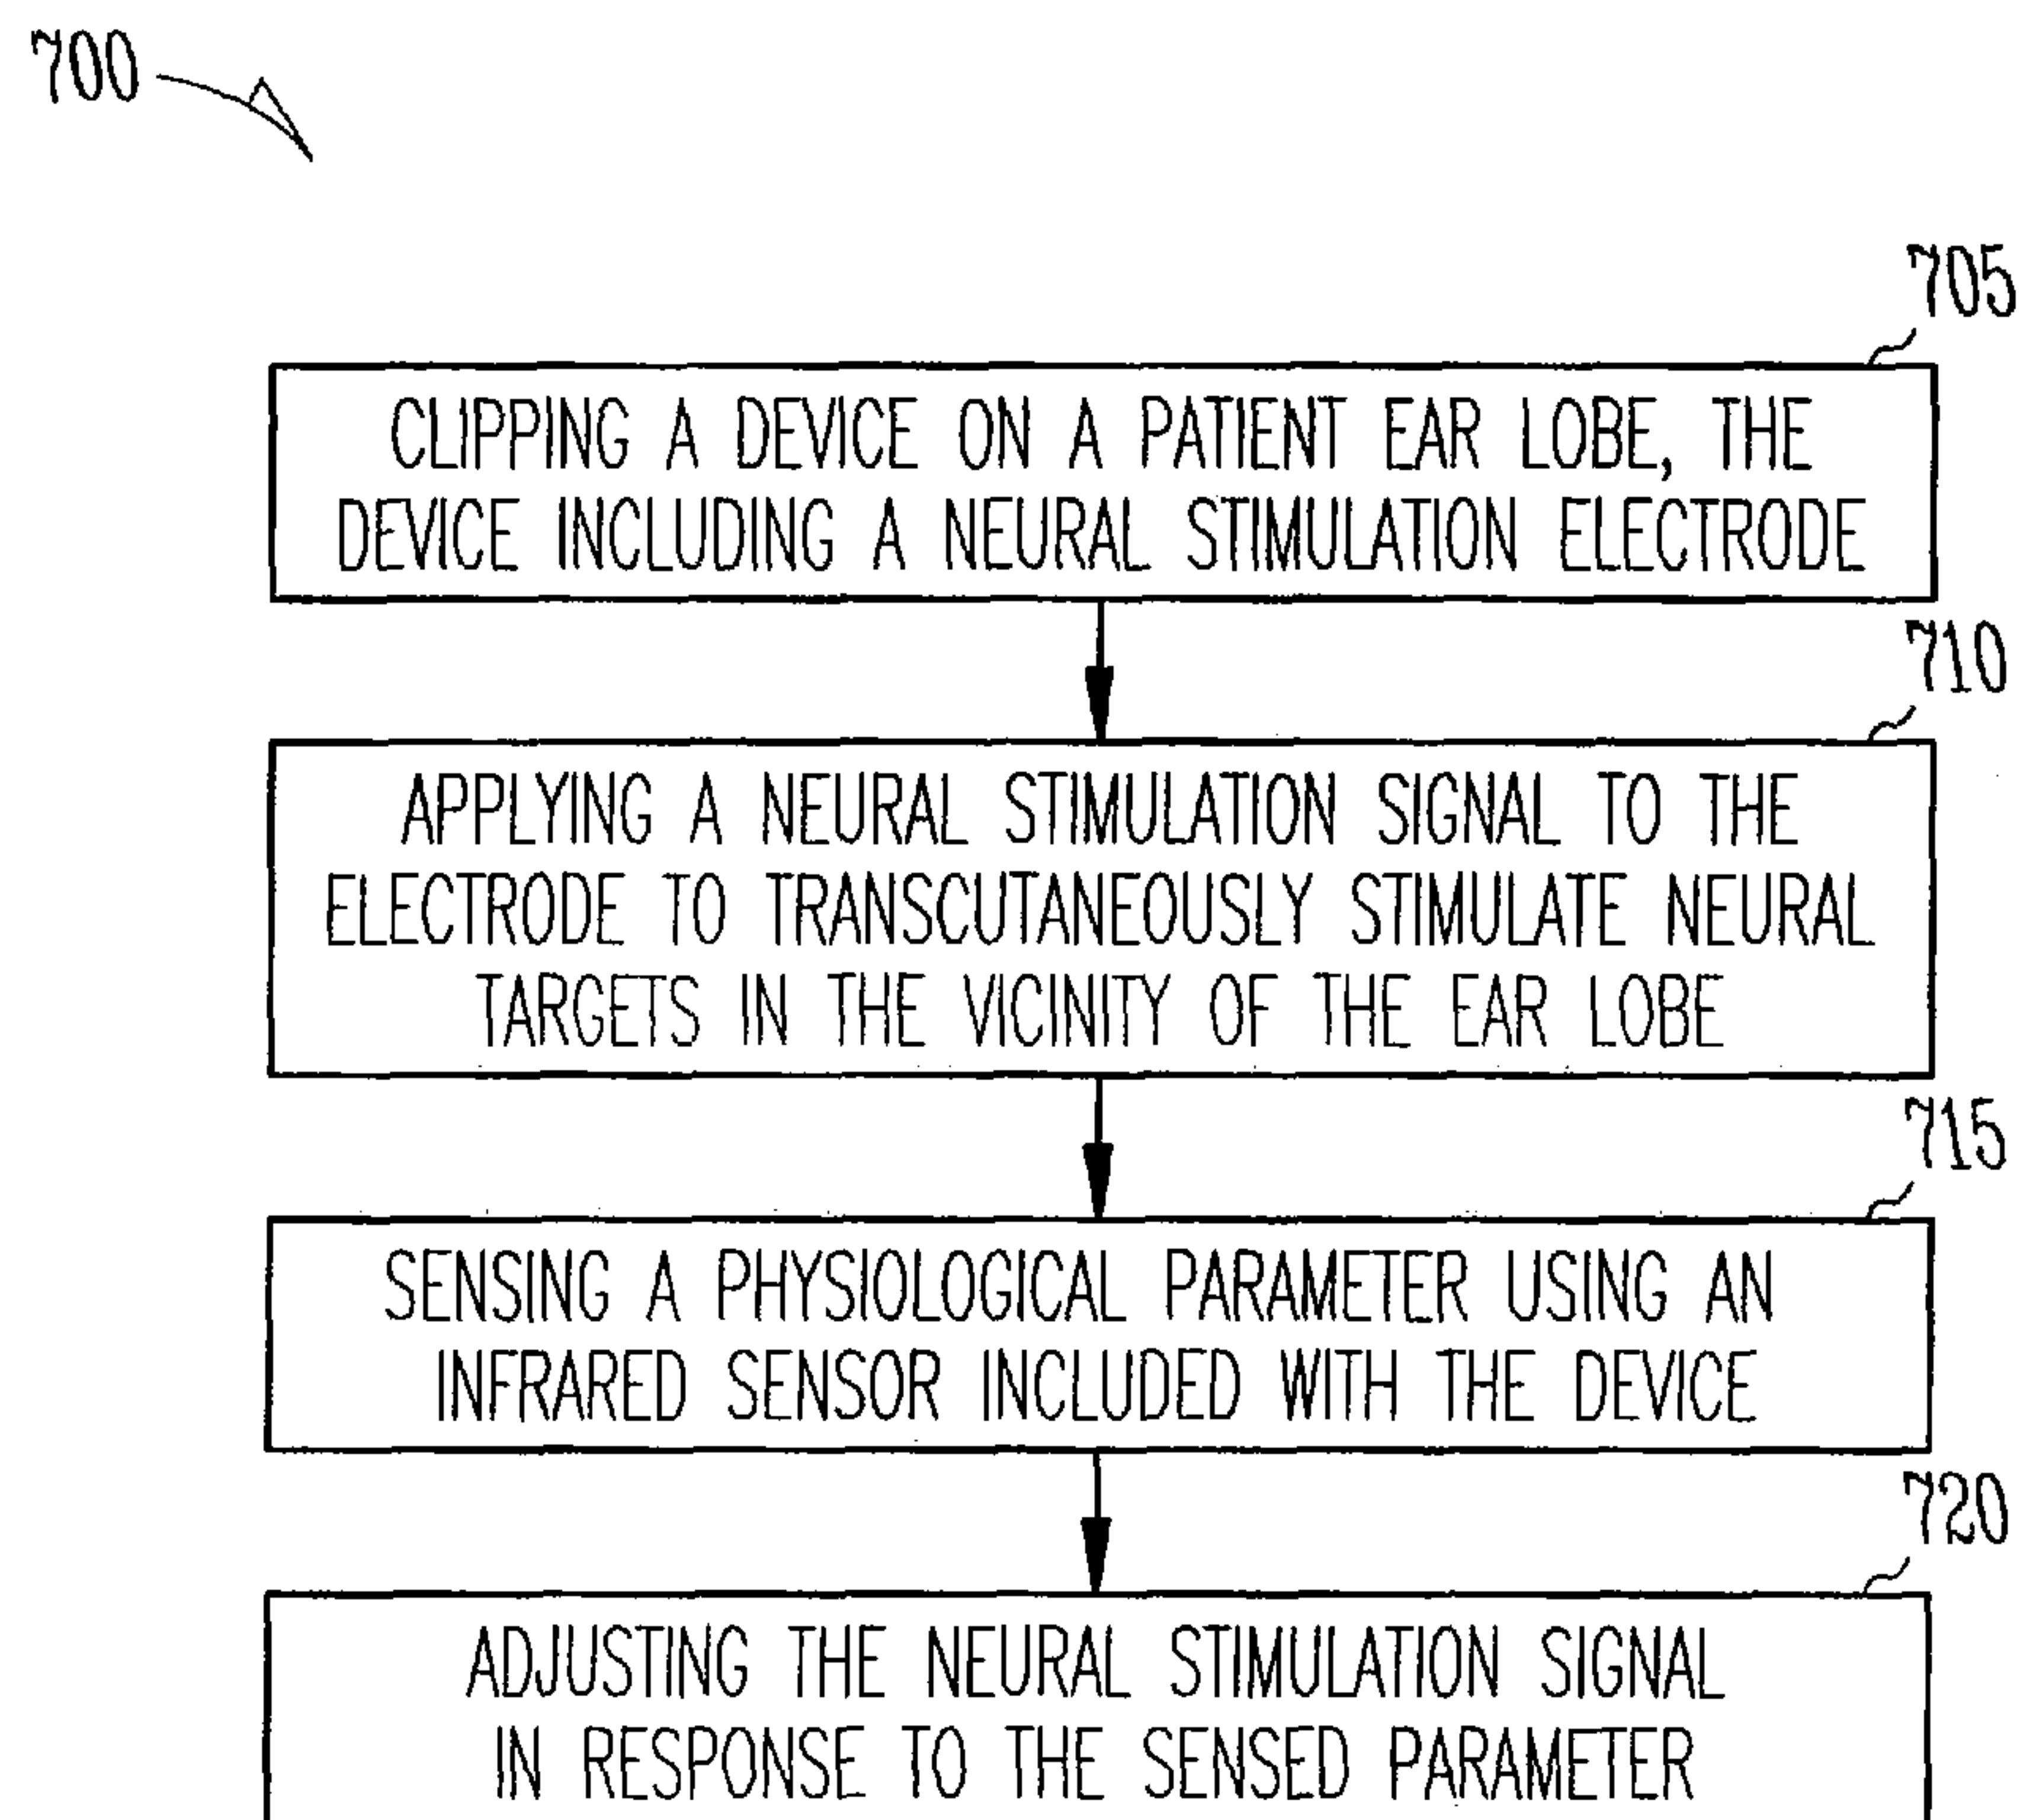 700
705
CLIPPING A DEVICE ON A PATIENT EAR LOBE, THE
DEVICE INCLUDING A NEURAL STIMULATION ELECTRODE
710
APPLYING A NEURAL STIMULATION SIGNAL TO THE
ELECTRODE TO TRANSCUTANEOUSLY STIMULATE NEURAL
TARGETS IN THE VICINITY OF THE EAR LOBE
715
SENSING A PHYSIOLOGICAL PARAMETER USING AN
INFRARED SENSOR INCLUDED WITH THE DEVICE
720
ADJUSTING THE NEURAL STIMULATION SIGNAL
IN RESPONSE TO THE SENSED PARAMETER